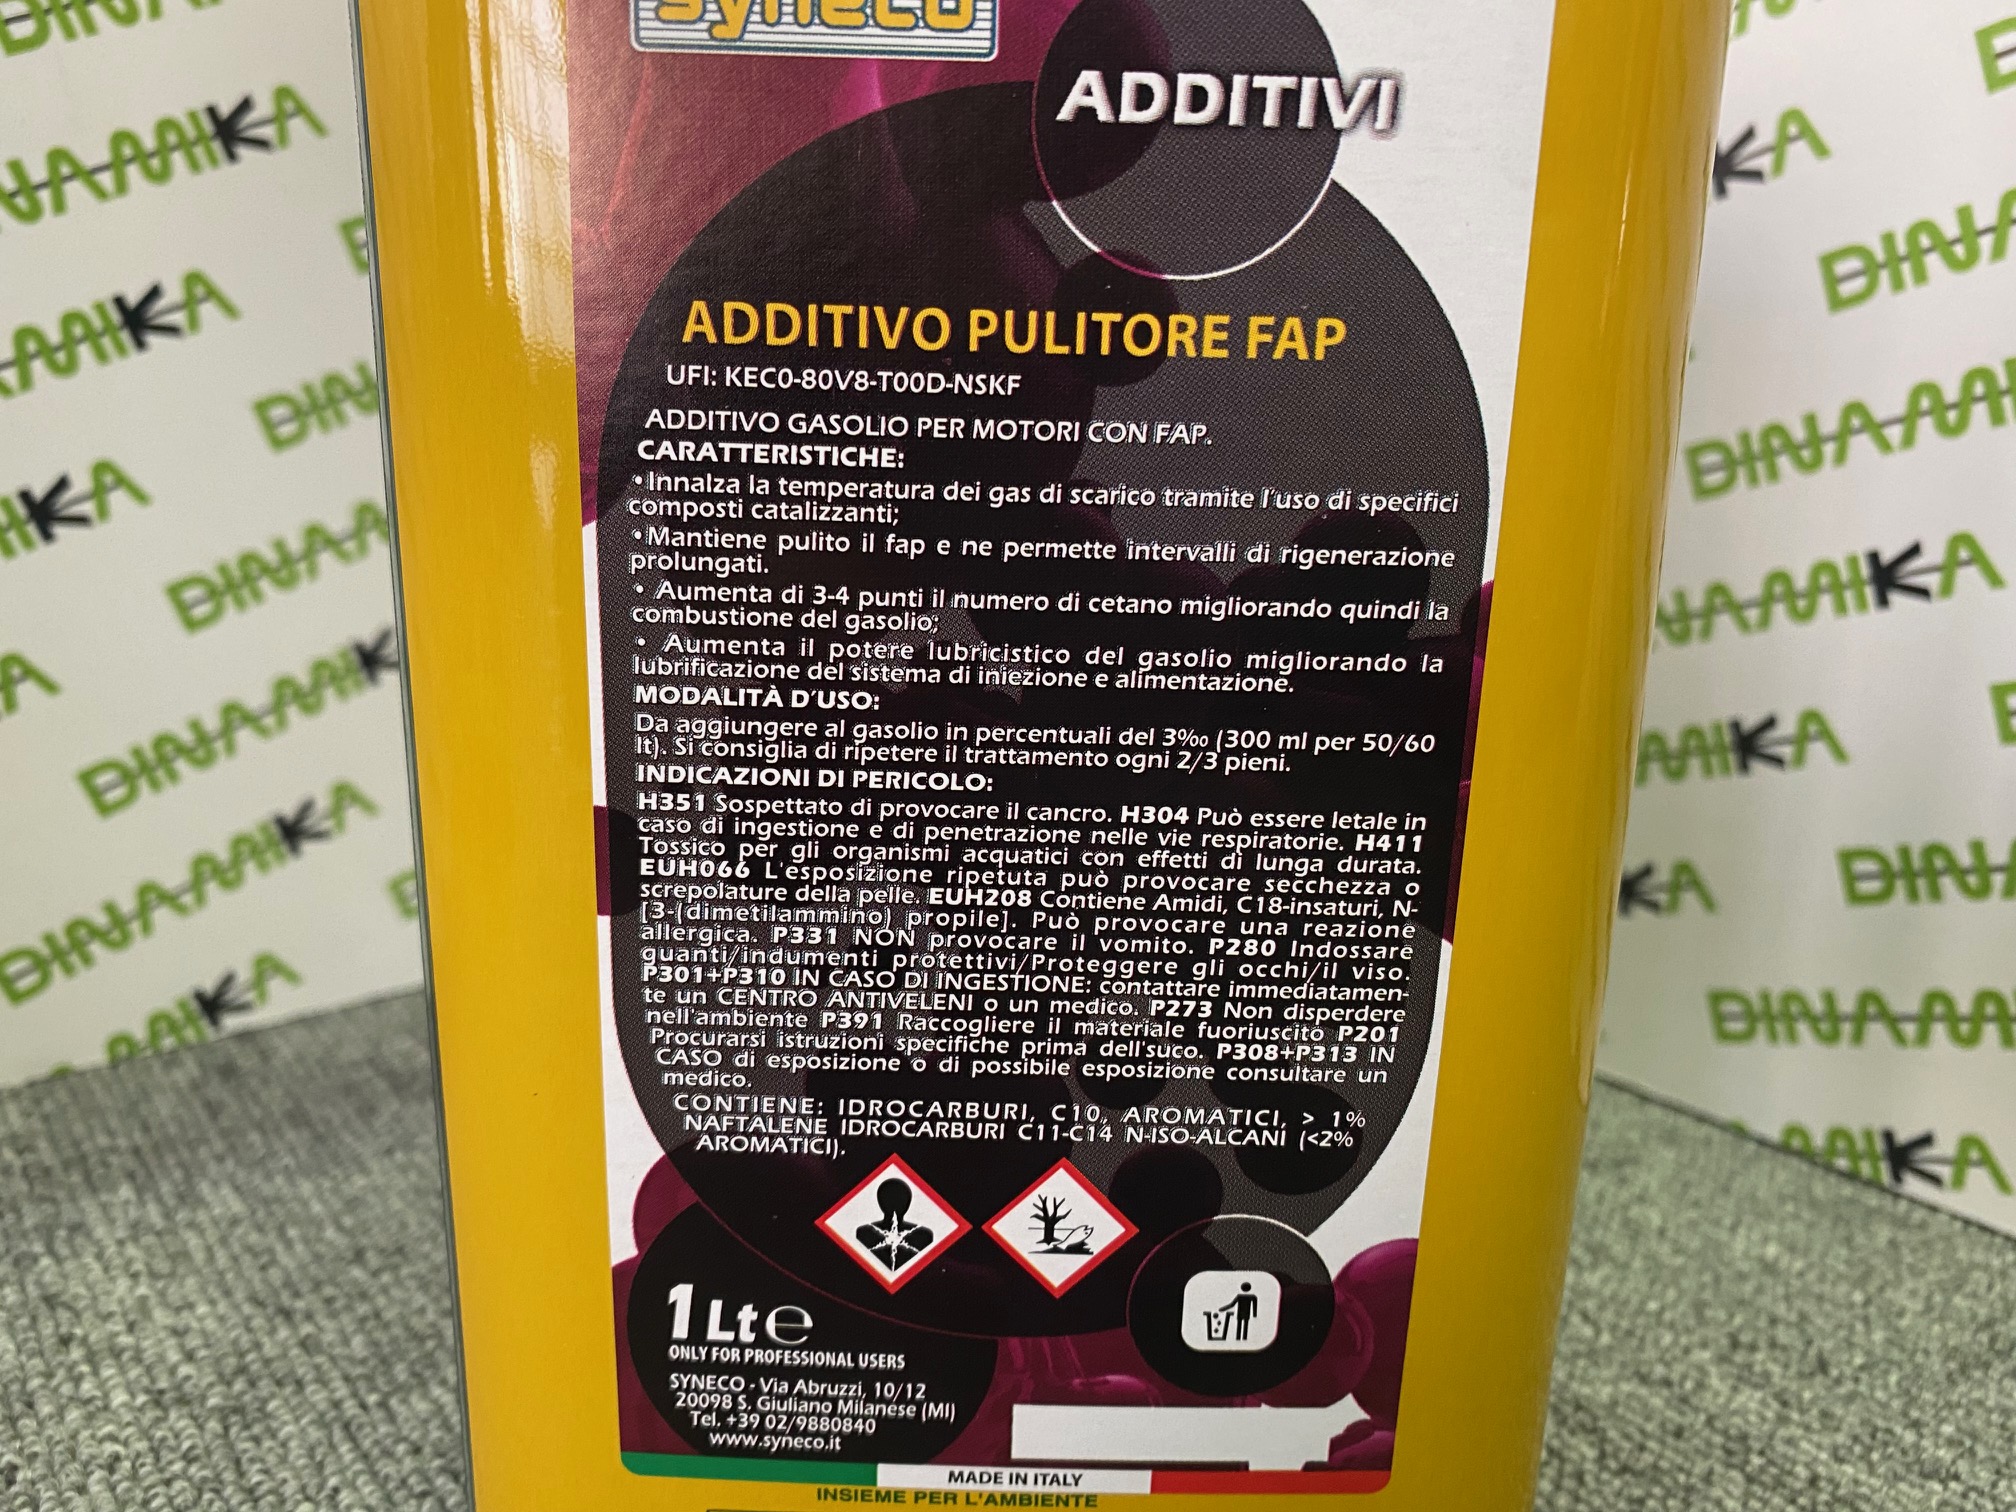 syneco
ADDITIVI
ADDITIVO PULITORE FAP
UFI: KEC0-80V8-T00D-NSKF
ADDITIVO GASOLIO PER MOTORI CON FAP.
CARATTERISTICHE:
• Innalza la temperatura dei gas di scarico tramite l'uso di specifici
composti catalizzanti;
• Mantiene pulito il fap e ne permette intervalli di rigenerazione
prolungati.
• Aumenta di 3-4 punti il numero di cetano migliorando quindi la
combustione del gasolio;
• Aumenta il potere lubricistico del gasolio migliorando la
lubrificazione del sistema di iniezione e alimentazione.
MODALITÀ D'USO:
Da aggiungere al gasolio in percentuali del 3‰ (300 ml per 50/60
lt). Si consiglia di ripetere il trattamento ogni 2/3 pieni.
INDICAZIONI DI PERICOLO:
H351 Sospettato di provocare il cancro. H304 Può essere letale in
caso di ingestione e di penetrazione nelle vie respiratorie. H411
Tossico per gli organismi acquatici con effetti di lunga durata.
EUH066 L'esposizione ripetuta può provocare secchezza o
screpolature della pelle. EUH208 Contiene Amidi, C18-insaturi, N-
[3-(dimetilammino) propile]. Può provocare una reazione
allergica. P331 NON provocare il vomito. P280 Indossare
guanti/indumenti protettivi/Proteggere gli occhi/il viso.
P301+P310 IN CASO DI INGESTIONE: contattare immediatamen-
te un CENTRO ANTIVELENI o un medico. P273 Non disperdere
nell'ambiente P391 Raccogliere il materiale fuoriuscito P201
Procurarsi istruzioni specifiche prima dell'suco. P308+P313 IN
CASO di esposizione o di possibile esposizione consultare un
medico.
CONTIENE: IDROCARBURI, C10, AROMATICI, > 1%
NAFTALENE IDROCARBURI C11-C14 N-ISO-ALCANI (<2%
AROMATICI).
1 Lt e
ONLY FOR PROFESSIONAL USERS
SYNECO - Via Abruzzi, 10/12
20098 S. Giuliano Milanese (MI)
Tel. +39 02/9880840
www.syneco.it
MADE IN ITALY
INSIEME PER L'AMBIENTE
DINAMIKA